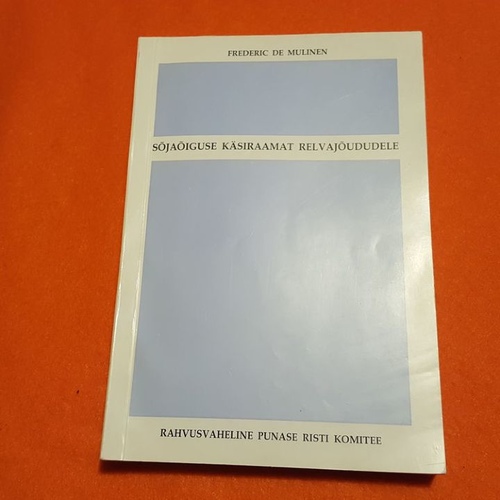 FREDERIC DE MULINEN
SÕJAÕIGUSE KÄSIRAAMAT RELVAJÕUDUDELE
RAHVUSVAHELINE PUNASE RISTI KOMITEE